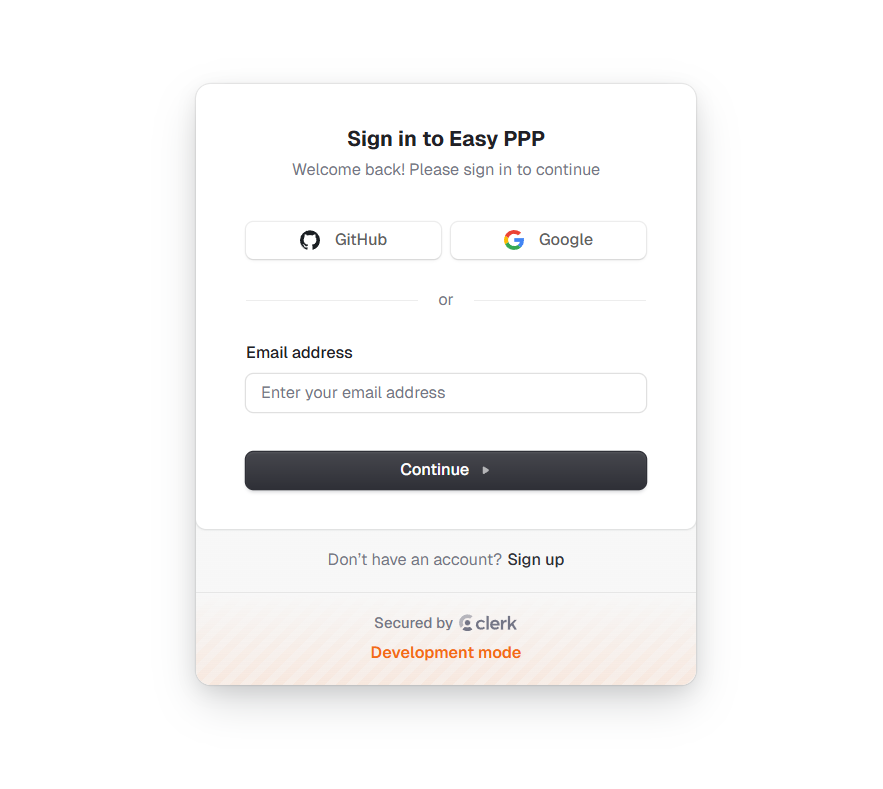 Sign in to Easy PPP
Welcome back! Please sign in to continue
GitHub
Google
or
Email address
Enter your email address
Continue
Don’t have an account? Sign up
Secured by clerk
Development mode